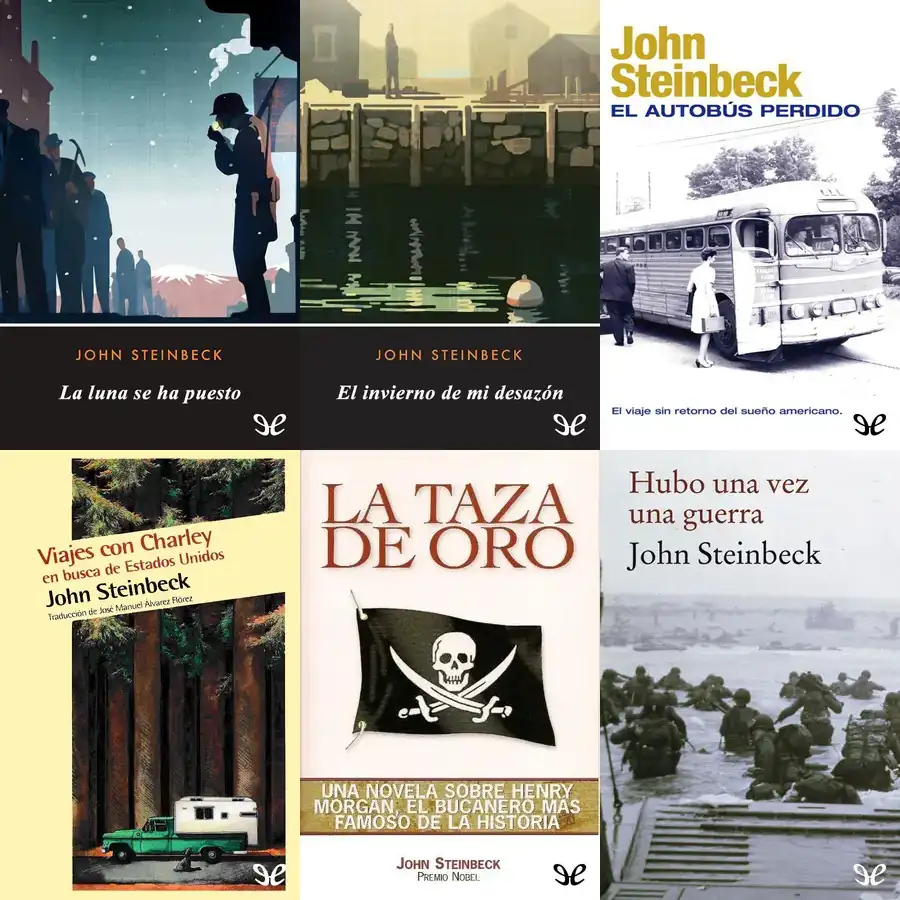 JOHN STEINBECK
La luna se ha puesto
JOHN STEINBECK
El invierno de mi desazón
John
Steinbeck
EL AUTOBÚS PERDIDO
El viaje sin retorno del sueño americano.
Viajes con Charley
en busca de Estados Unidos
John Steinbeck
Traducción de José Manuel Álvarez Flórez
LA TAZA
DE ORO
UNA NOVELA SOBRE HENRY
MORGAN, EL BUCANERO MÁS
FAMOSO DE LA HISTORIA
JOHN STEINBECK
PREMIO NOBEL
Hubo una vez
una guerra
John Steinbeck